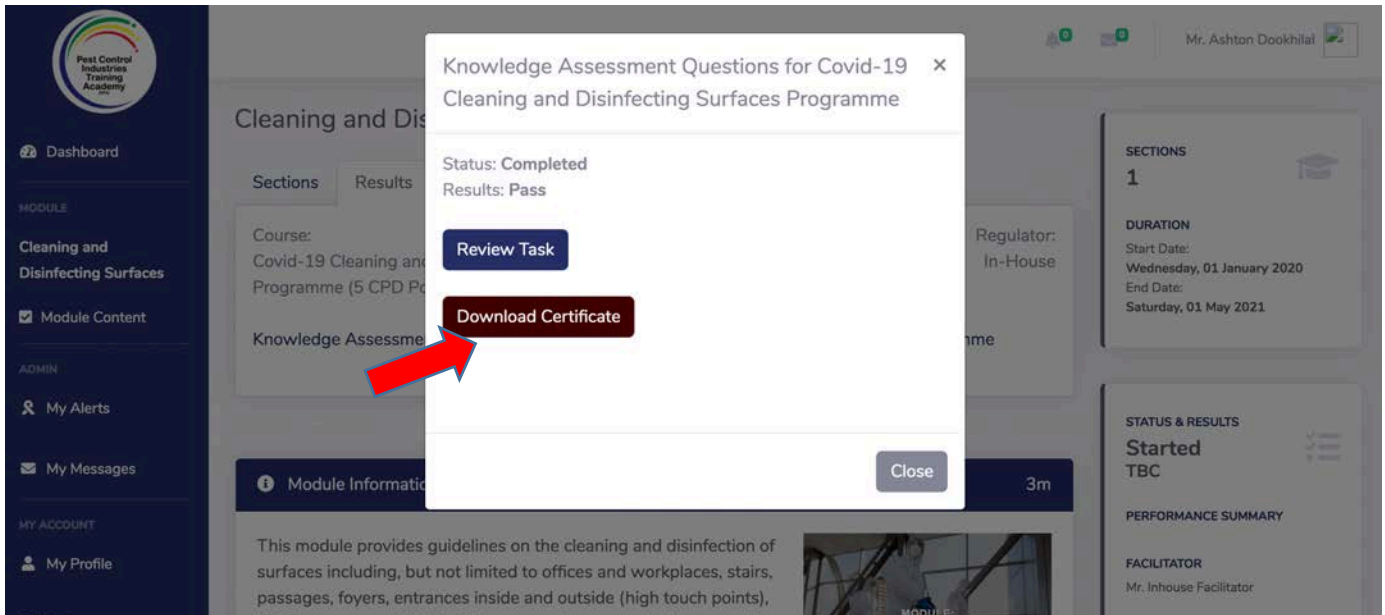 Pest Control
Industries
Training
Academy
Dashboard
MODULE
Cleaning and
Disinfecting Surfaces
Module Content
ADMIN
My Alerts
My Messages
MY ACCOUNT
My Profile
0
0
Mr. Ashton Dookhilal
Cleaning and Dis
Sections Results
Course:
Covid-19 Cleaning and
Programme (5 CPD Po
Regulator:
In-House
Knowledge Assessme
nme
Module Informatio
3m
This module provides guidelines on the cleaning and disinfection of
surfaces including, but not limited to offices and workplaces, stairs,
passages, foyers, entrances inside and outside (high touch points),
MODULE:
Knowledge Assessment Questions for Covid-19
Cleaning and Disinfecting Surfaces Programme
×
Status: Completed
Results: Pass
Review Task
Download Certificate
Close
SECTIONS
1
DURATION
Start Date:
Wednesday, 01 January 2020
End Date:
Saturday, 01 May 2021
STATUS & RESULTS
Started
TBC
PERFORMANCE SUMMARY
FACILITATOR
Mr. Inhouse Facilitator